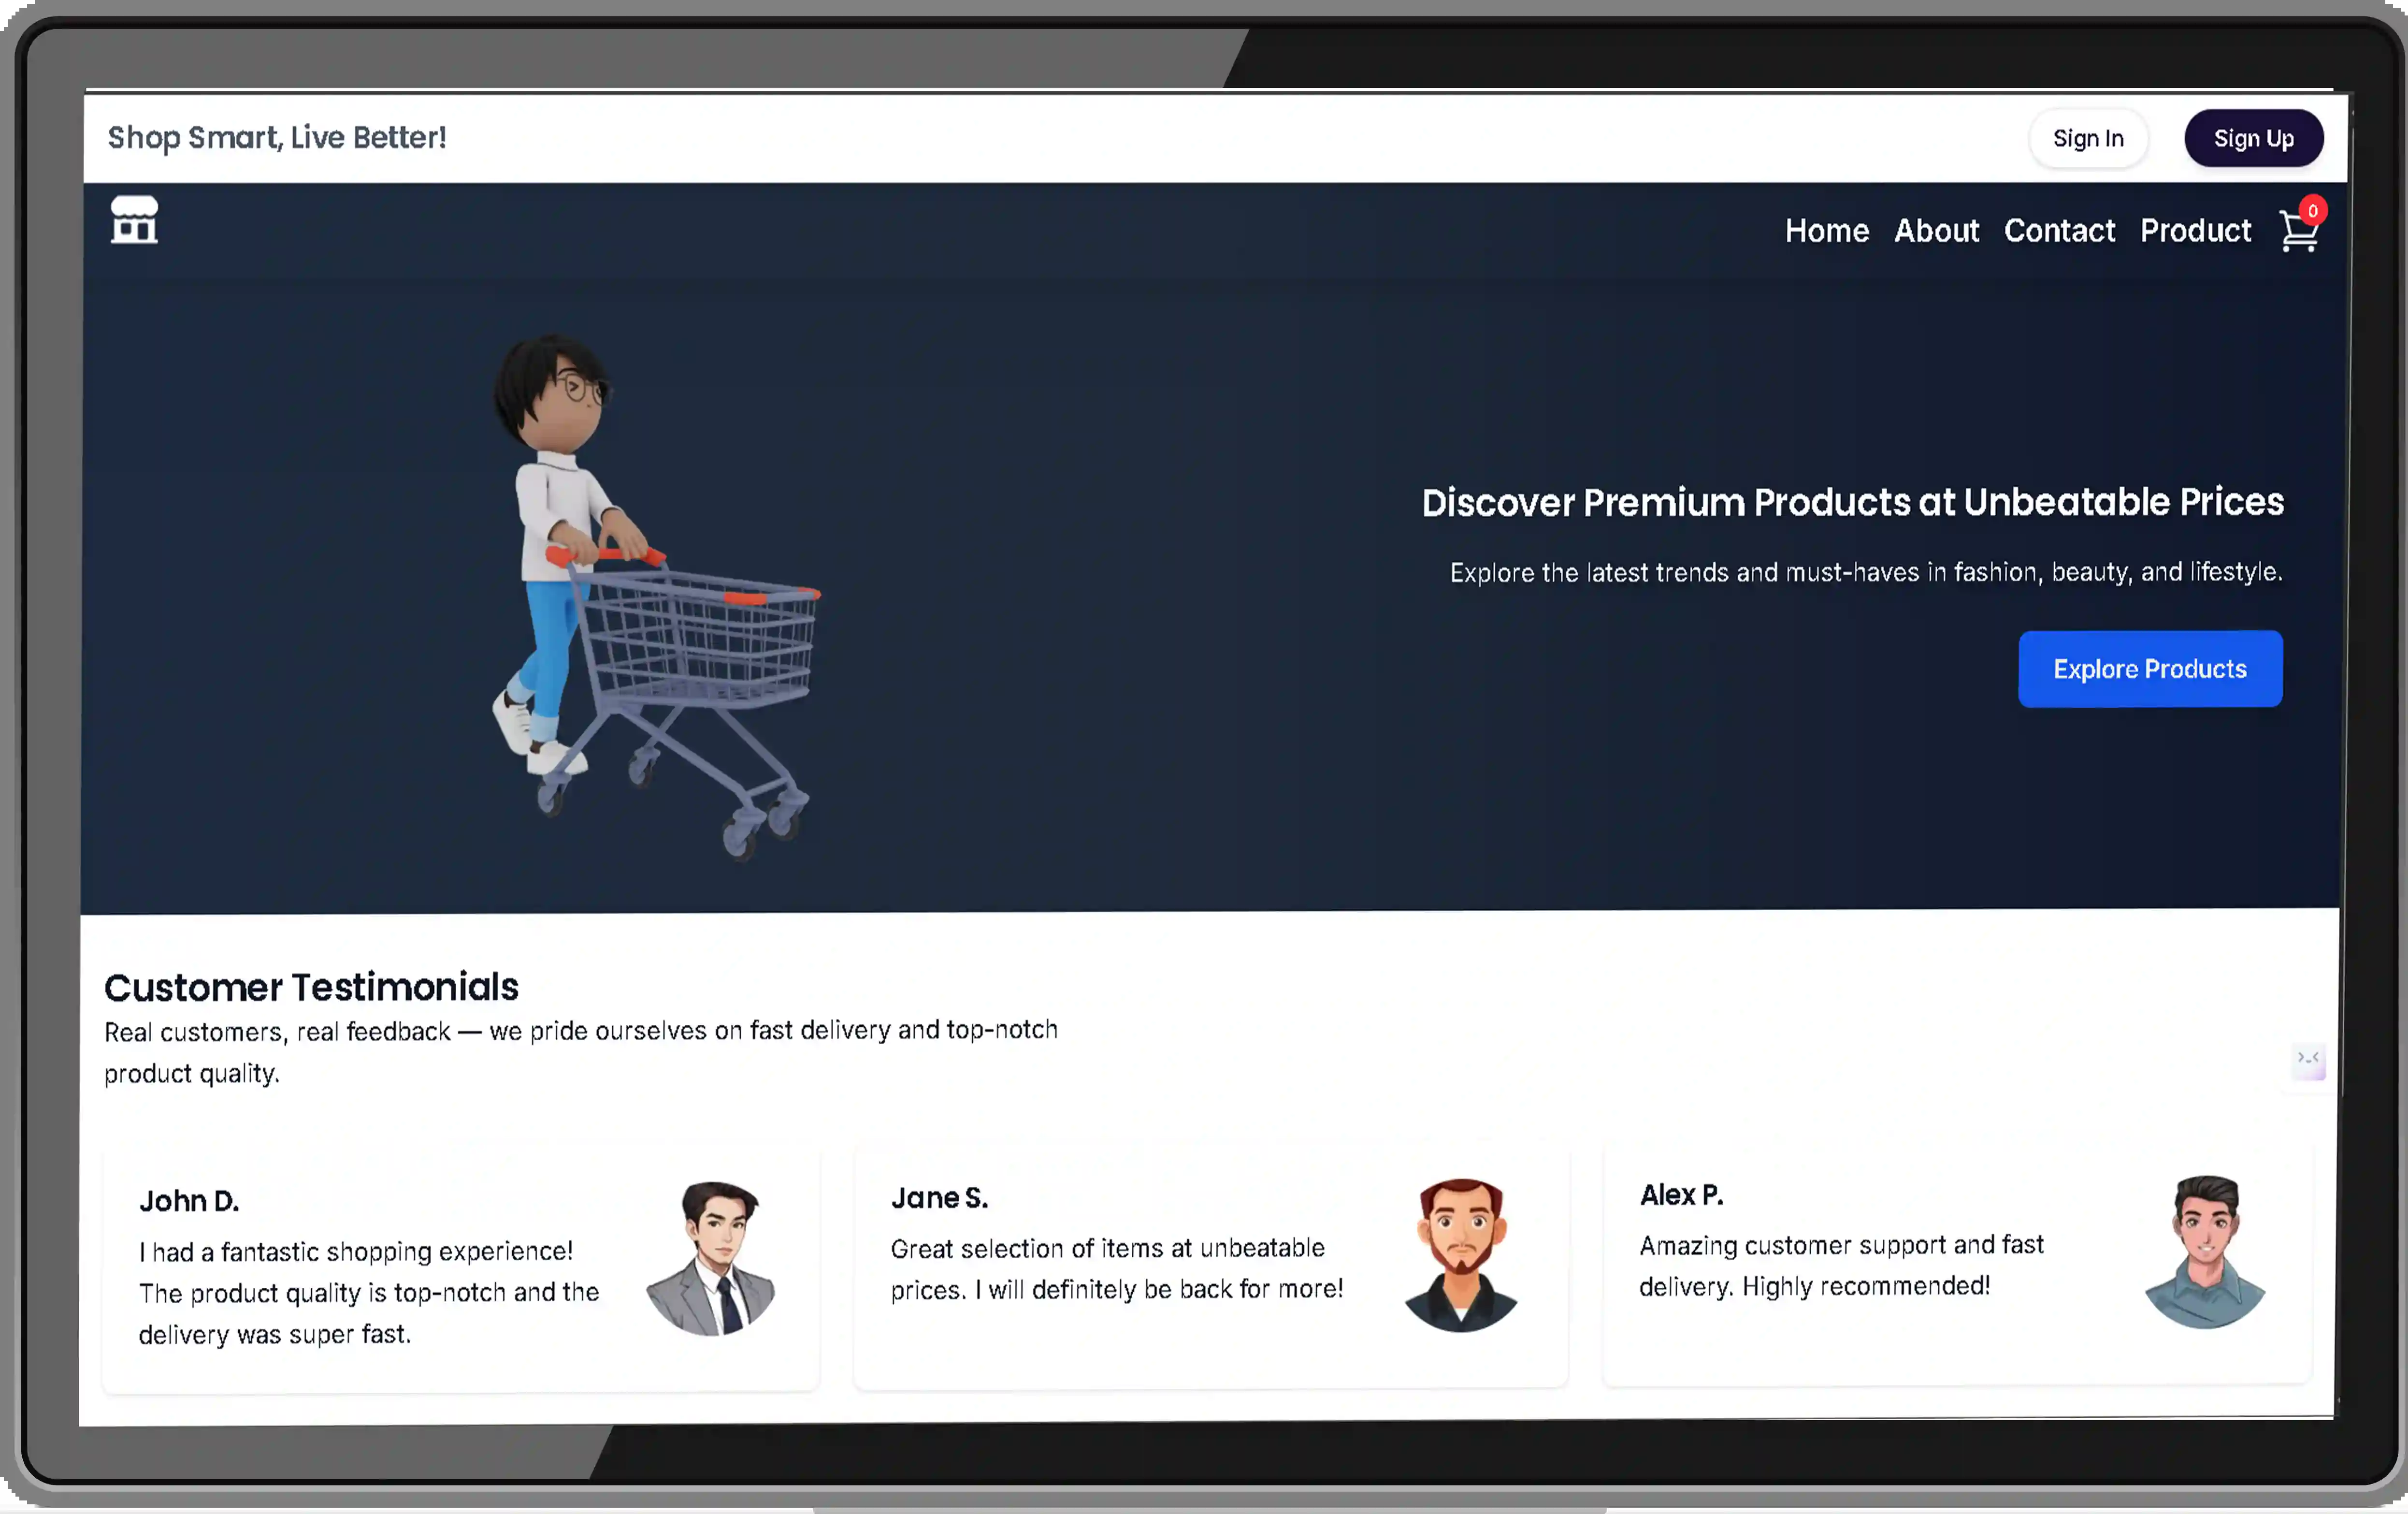 Shop Smart, Live Better!
Sign In
Sign Up
Home
About
Contact
Product
0
Discover Premium Products at Unbeatable Prices
Explore the latest trends and must-haves in fashion, beauty, and lifestyle.
Explore Products
Customer Testimonials
Real customers, real feedback — we pride ourselves on fast delivery and top-notch
product quality.
John D.
I had a fantastic shopping experience!
The product quality is top-notch and the
delivery was super fast.
Jane S.
Great selection of items at unbeatable
prices. I will definitely be back for more!
Alex P.
Amazing customer support and fast
delivery. Highly recommended!